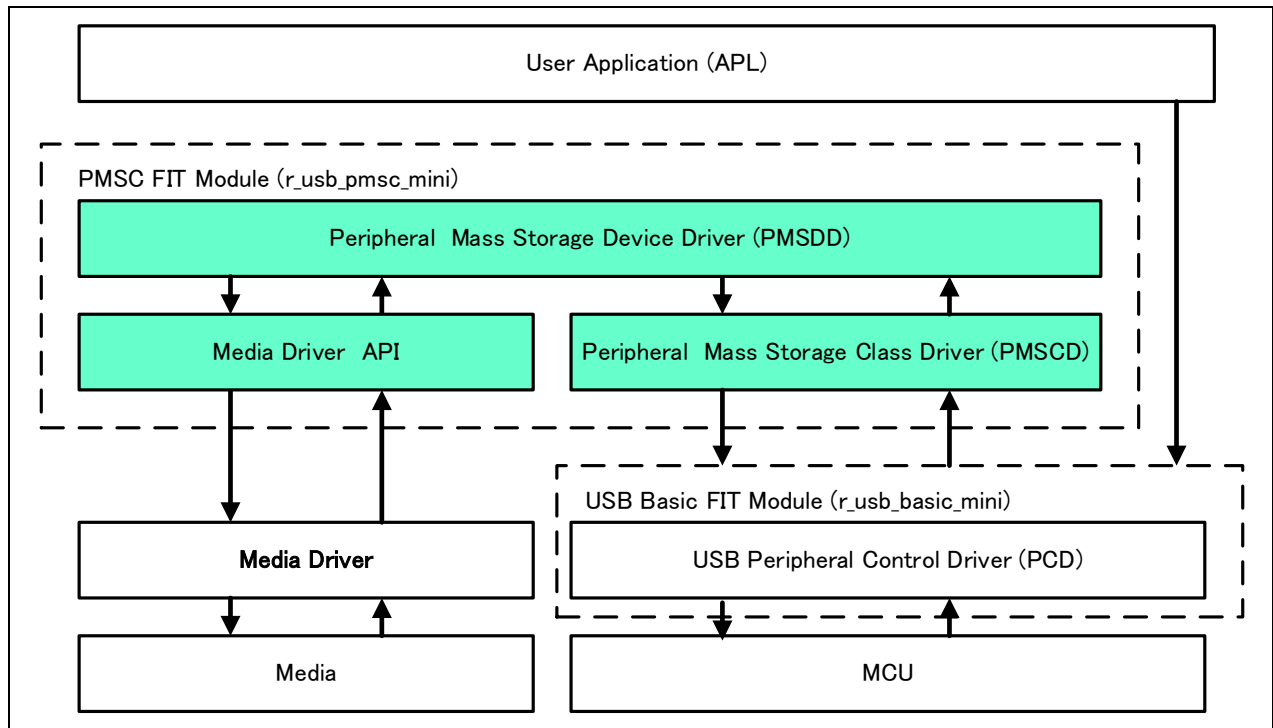 User Application (APL)
PMSC FIT Module (r_usb_pmsc_mini)
Peripheral Mass Storage Device Driver (PMSDD)
Media Driver API
Peripheral Mass Storage Class Driver (PMSCD)
USB Basic FIT Module (r_usb_basic_mini)
Media Driver
USB Peripheral Control Driver (PCD)
Media
MCU